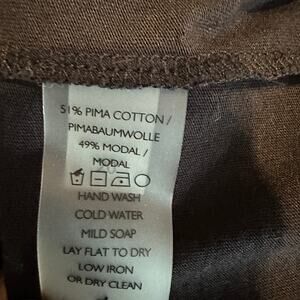 51% PIMA COTTON /
PIMABAUMWOLLE
49% MODAL /
MODAL
HAND WASH
COLD WATER
MILD SOAP
LAY FLAT TO DRY
LOW IRON
OR DRY CLEAN